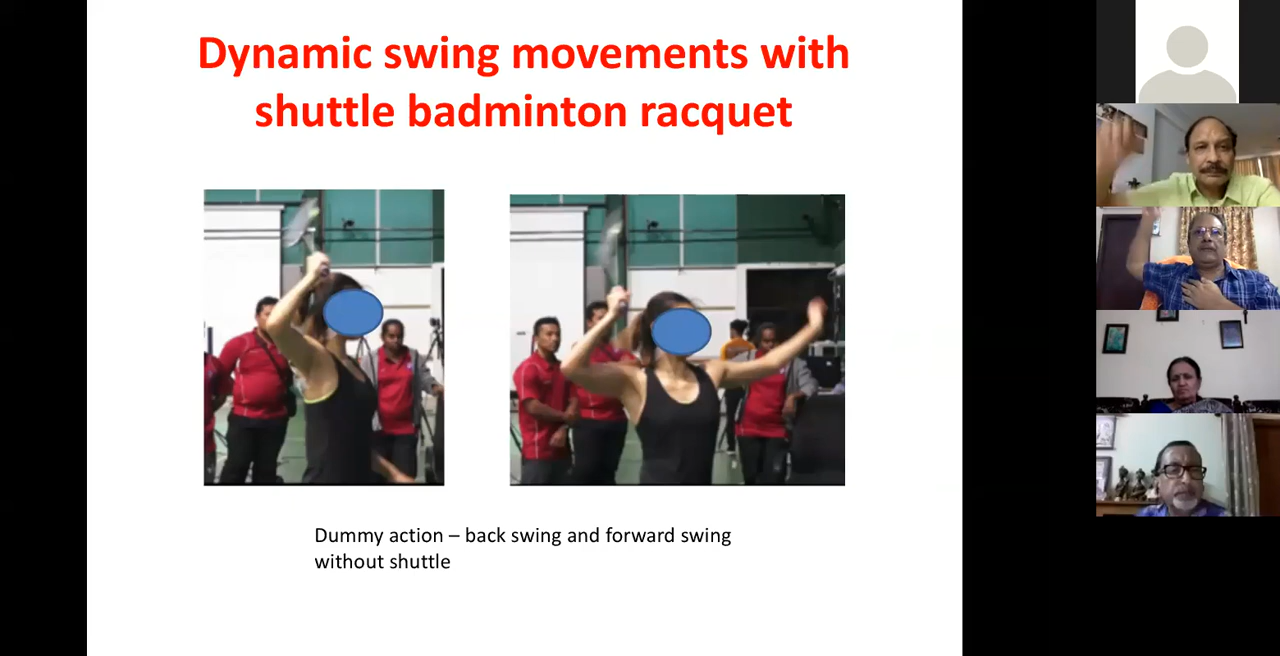 Dynamic swing movements with
shuttle badminton racquet
Dummy action – back swing and forward swing
without shuttle